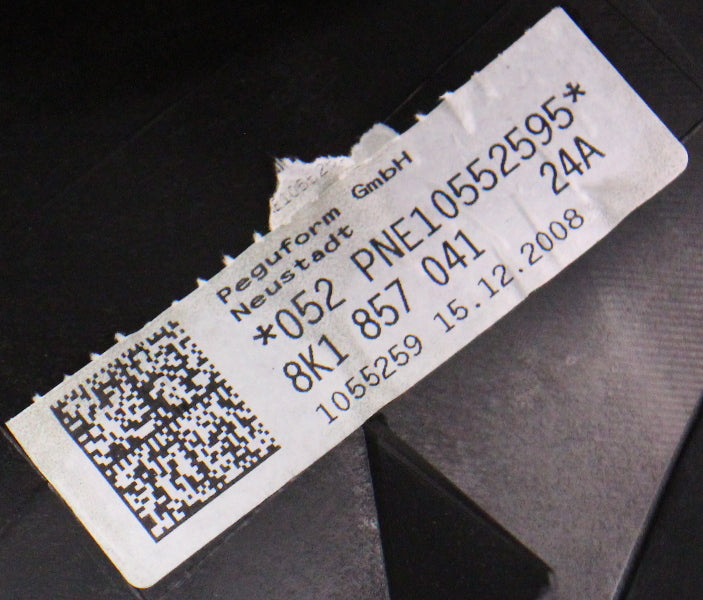 Peguform GmbH
Neustadt
*052 PNE10552595*
8K1 857 041 24A
1055259 15.12.2008